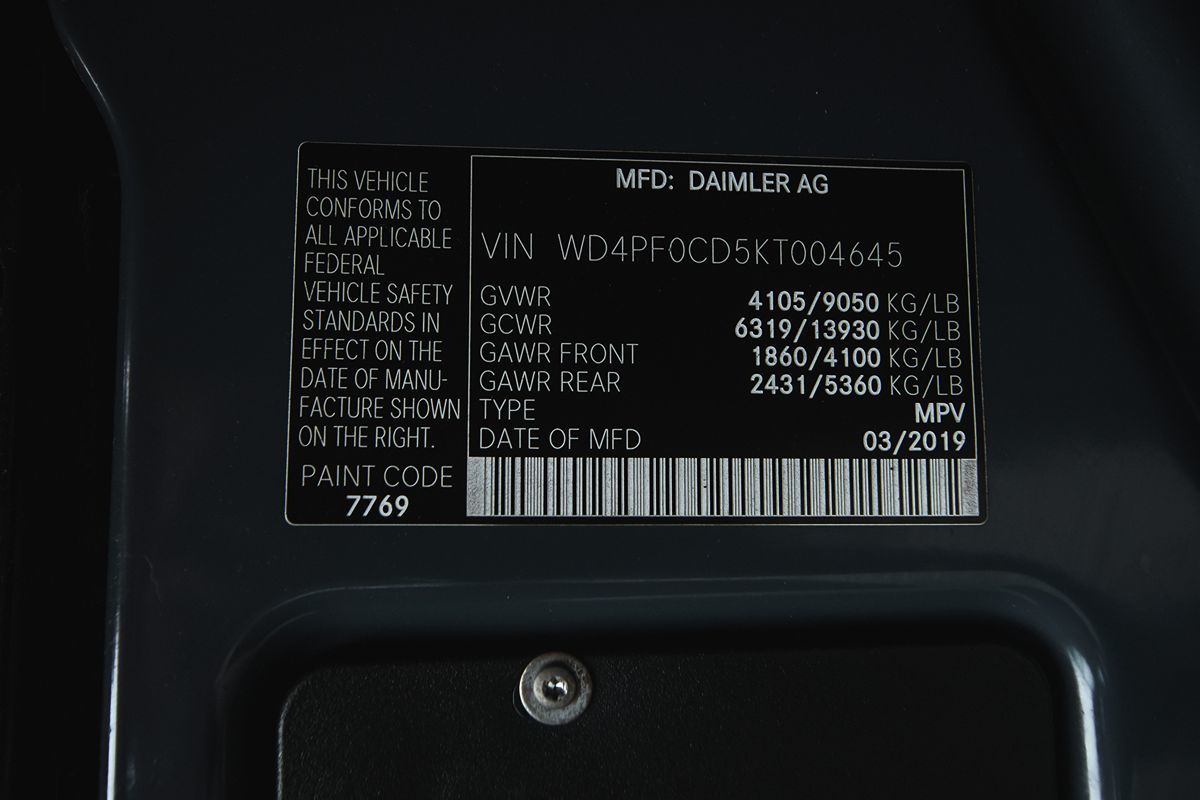 THIS VEHICLE
CONFORMS TO
ALL APPLICABLE
FEDERAL
VEHICLE SAFETY
STANDARDS IN
EFFECT ON THE
DATE OF MANU-
FACTURE SHOWN
ON THE RIGHT.
PAINT CODE
7769
MFD: DAIMLER AG
VIN WD4PF0CD5KT004645
GVWR 4105/9050 KG/LB
GCWR 6319/13930 KG/LB
GAWR FRONT 1860/4100 KG/LB
GAWR REAR 2431/5360 KG/LB
TYPE MPV
DATE OF MFD 03/2019